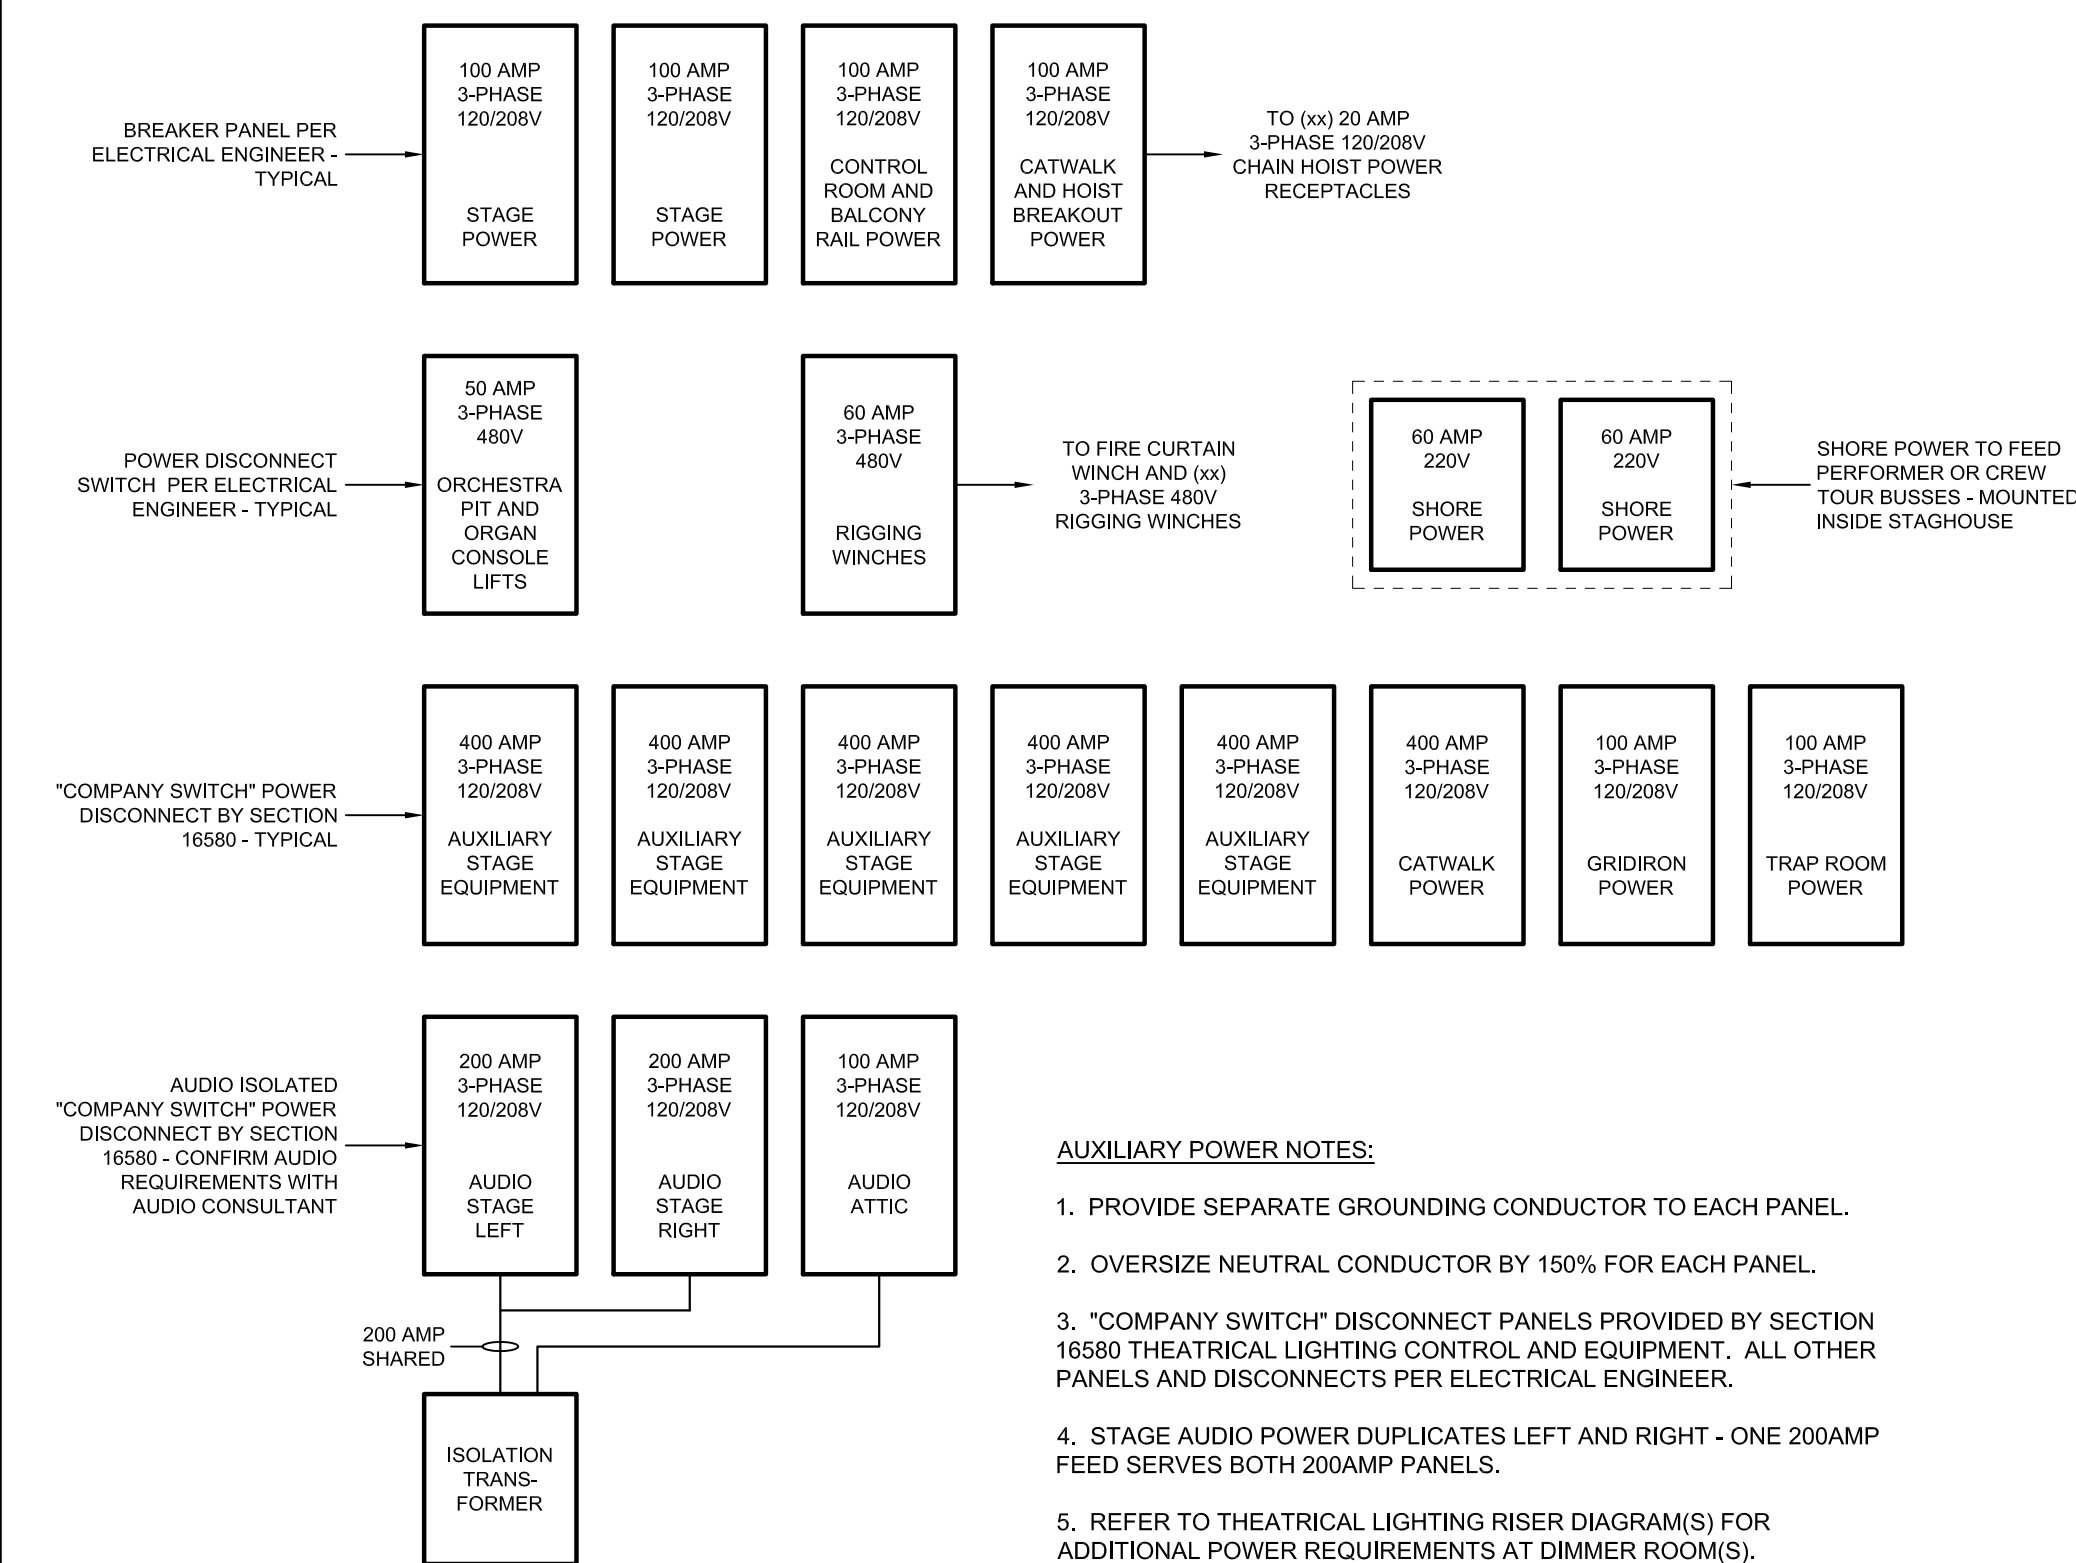 BREAKER PANEL PER
ELECTRICAL ENGINEER -
TYPICAL
100 AMP
3-PHASE
120/208V
STAGE
POWER
100 AMP
3-PHASE
120/208V
STAGE
POWER
100 AMP
3-PHASE
120/208V
CONTROL
ROOM AND
BALCONY
RAIL POWER
100 AMP
3-PHASE
120/208V
CATWALK
AND HOIST
BREAKOUT
POWER
TO (xx) 20 AMP
3-PHASE 120/208V
CHAIN HOIST POWER
RECEPTACLES
POWER DISCONNECT
SWITCH PER ELECTRICAL
ENGINEER - TYPICAL
50 AMP
3-PHASE
480V
ORCHESTRA
PIT AND
ORGAN
CONSOLE
LIFTS
60 AMP
3-PHASE
480V
RIGGING
WINCHES
TO FIRE CURTAIN
WINCH AND (xx)
3-PHASE 480V
RIGGING WINCHES
60 AMP
220V
SHORE
POWER
60 AMP
220V
SHORE
POWER
SHORE POWER TO FEED
PERFORMER OR CREW
TOUR BUSSES - MOUNTED
INSIDE STAGHOUSE
"COMPANY SWITCH" POWER
DISCONNECT BY SECTION
16580 - TYPICAL
400 AMP
3-PHASE
120/208V
AUXILIARY
STAGE
EQUIPMENT
400 AMP
3-PHASE
120/208V
AUXILIARY
STAGE
EQUIPMENT
400 AMP
3-PHASE
120/208V
AUXILIARY
STAGE
EQUIPMENT
400 AMP
3-PHASE
120/208V
AUXILIARY
STAGE
EQUIPMENT
400 AMP
3-PHASE
120/208V
AUXILIARY
STAGE
EQUIPMENT
400 AMP
3-PHASE
120/208V
CATWALK
POWER
100 AMP
3-PHASE
120/208V
GRIDIRON
POWER
100 AMP
3-PHASE
120/208V
TRAP ROOM
POWER
AUDIO ISOLATED
"COMPANY SWITCH" POWER
DISCONNECT BY SECTION
16580 - CONFIRM AUDIO
REQUIREMENTS WITH
AUDIO CONSULTANT
200 AMP
3-PHASE
120/208V
AUDIO
STAGE
LEFT
200 AMP
3-PHASE
120/208V
AUDIO
STAGE
RIGHT
100 AMP
3-PHASE
120/208V
AUDIO
ATTIC
200 AMP
SHARED
ISOLATION
TRANS-
FORMER
AUXILIARY POWER NOTES:
1. PROVIDE SEPARATE GROUNDING CONDUCTOR TO EACH PANEL.
2. OVERSIZE NEUTRAL CONDUCTOR BY 150% FOR EACH PANEL.
3. "COMPANY SWITCH" DISCONNECT PANELS PROVIDED BY SECTION
16580 THEATRICAL LIGHTING CONTROL AND EQUIPMENT. ALL OTHER
PANELS AND DISCONNECTS PER ELECTRICAL ENGINEER.
4. STAGE AUDIO POWER DUPLICATES LEFT AND RIGHT - ONE 200AMP
FEED SERVES BOTH 200AMP PANELS.
5. REFER TO THEATRICAL LIGHTING RISER DIAGRAM(S) FOR
ADDITIONAL POWER REQUIREMENTS AT DIMMER ROOM(S).